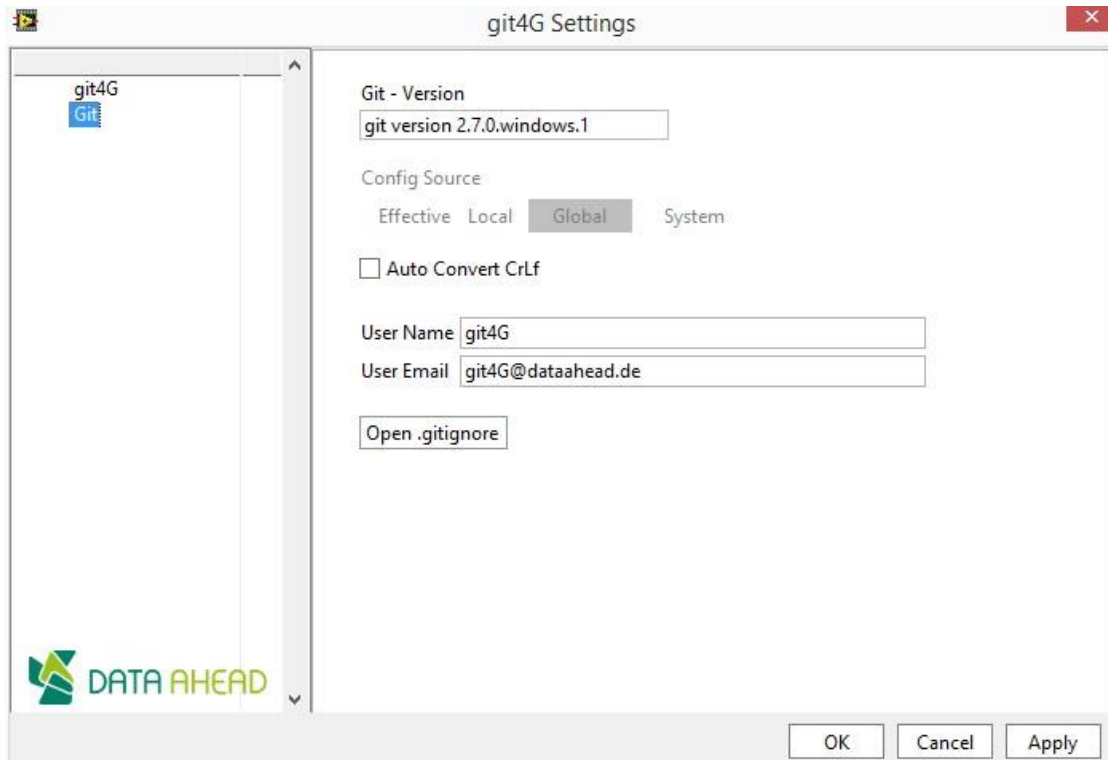 git4G Settings
git4G
Git
Git - Version
git version 2.7.0.windows.1
Config Source
Effective Local Global System
Auto Convert CrLf
User Name git4G
User Email git4G@dataahead.de
Open .gitignore
DATA AHEAD
OK Cancel Apply